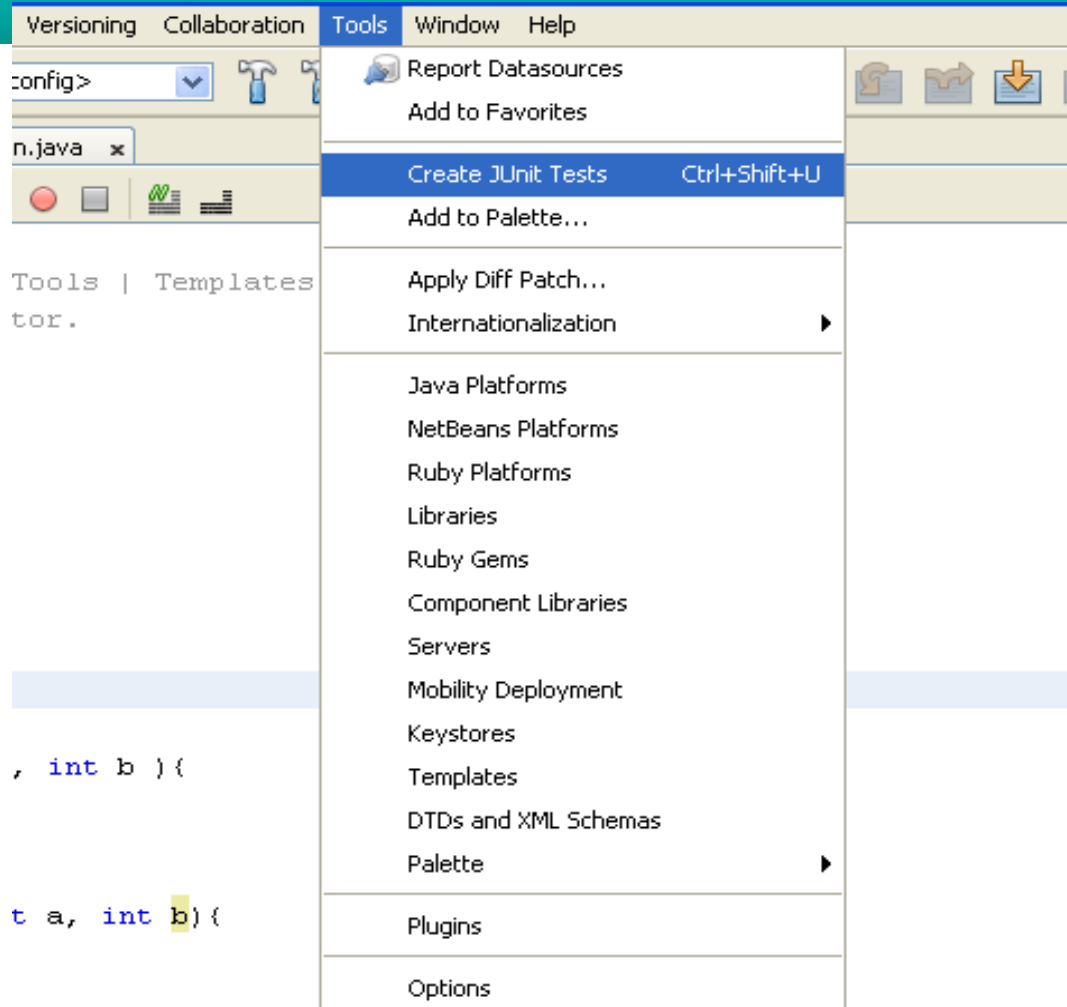 Versioning Collaboration Tools Window Help
config>
Report Datasources
Add to Favorites
n.java x
Create JUnit Tests Ctrl+Shift+U
Add to Palette...
Tools | Templates
Apply Diff Patch...
tor.
Internationalization
Java Platforms
NetBeans Platforms
Ruby Platforms
Libraries
Ruby Gems
Component Libraries
Servers
Mobility Deployment
Keystores
, int b ){
Templates
DTDs and XML Schemas
Palette
t a, int b){
Plugins
Options